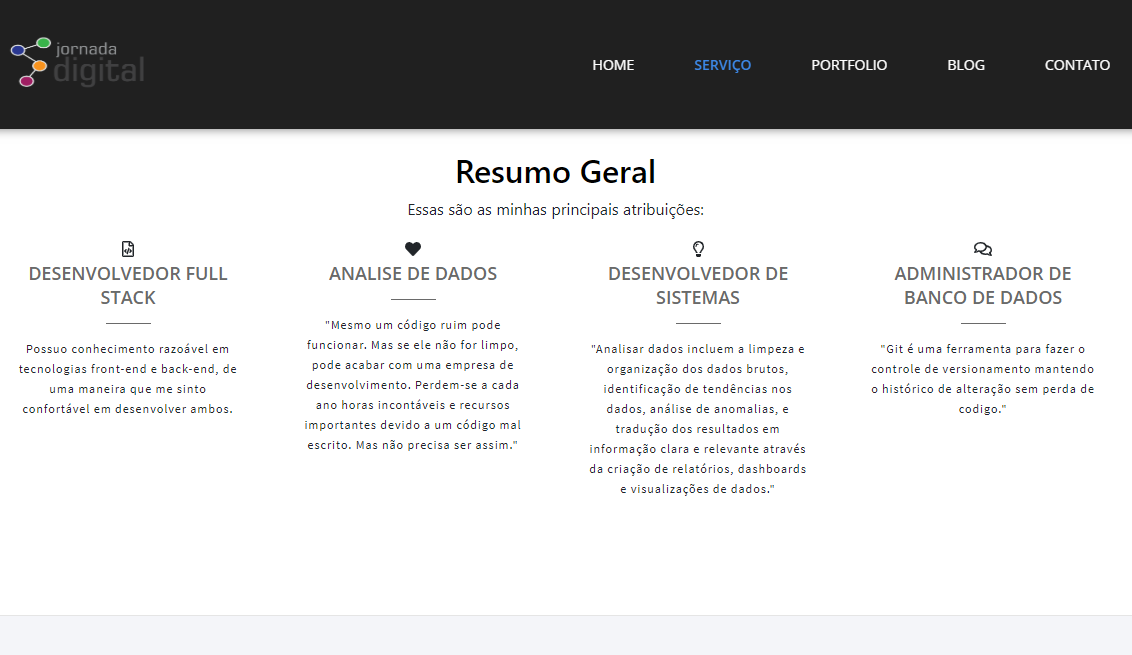 jornada
digital
HOME
SERVIÇO
PORTFOLIO
BLOG
CONTATO
Resumo Geral
Essas são as minhas principais atribuições:
DESENVOLVEDOR FULL
STACK
Possuo conhecimento razoável em
tecnologias front-end e back-end, de
uma maneira que me sinto
confortável em desenvolver ambos.
ANALISE DE DADOS
"Mesmo um código ruim pode
funcionar. Mas se ele não for limpo,
pode acabar com uma empresa de
desenvolvimento. Perdem-se a cada
ano horas incontáveis e recursos
importantes devido a um código mal
escrito. Mas não precisa ser assim."
DESENVOLVEDOR DE
SISTEMAS
"Analisar dados incluem a limpeza e
organização dos dados brutos,
identificação de tendências nos
dados, análise de anomalias, e
tradução dos resultados em
informação clara e relevante através
da criação de relatórios, dashboards
e visualizações de dados."
ADMINISTRADOR DE
BANCO DE DADOS
"Git é uma ferramenta para fazer o
controle de versionamento mantendo
o histórico de alteração sem perda de
codigo."